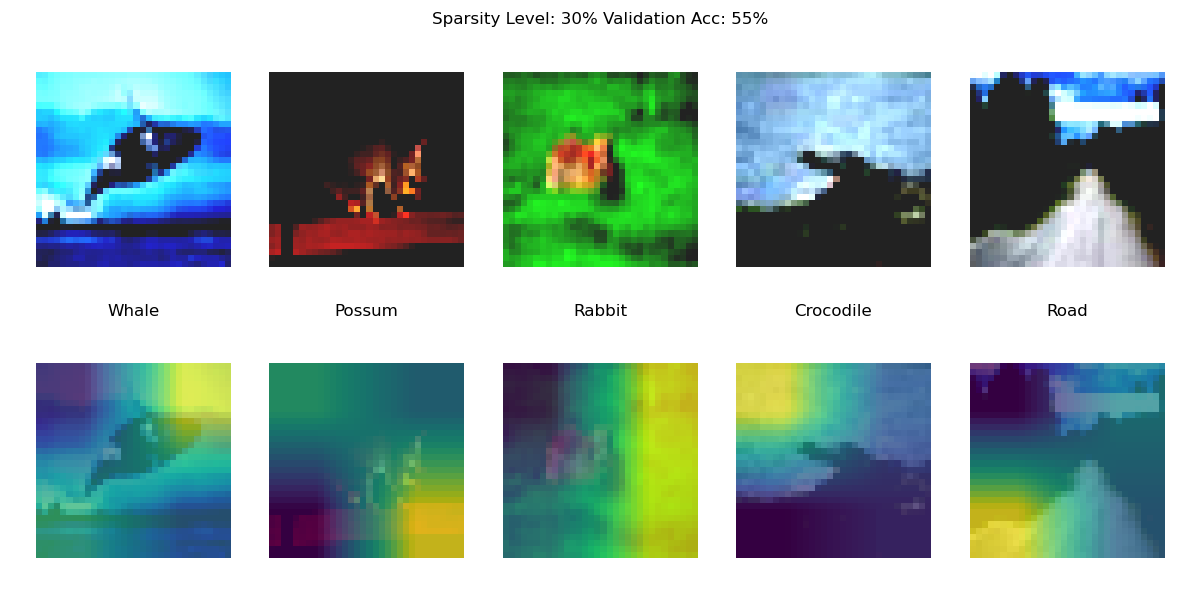 Sparsity Level: 30% Validation Acc: 55%
Whale
Possum
Rabbit
Crocodile
Road